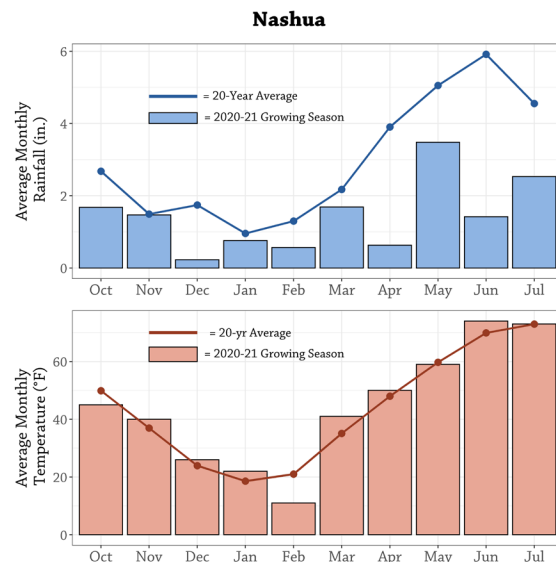 Nashua
Average Monthly
Rainfall (in.)
6
4
2
0
= 20-Year Average
= 2020-21 Growing Season
Oct Nov Dec Jan Feb Mar Apr May Jun Jul
Average Monthly
Temperature (°F)
60
40
20
0
= 20-yr Average
= 2020-21 Growing Season
Oct Nov Dec Jan Feb Mar Apr May Jun Jul